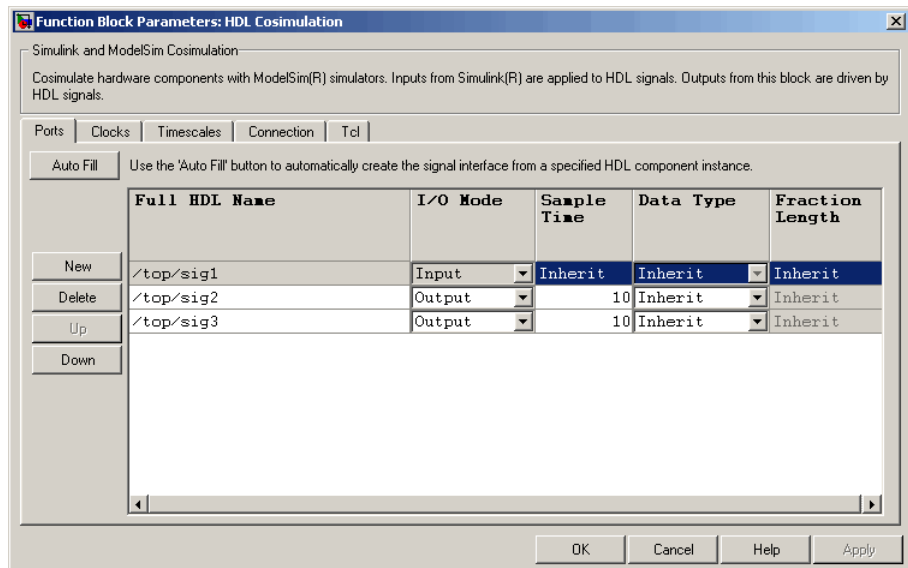 Function Block Parameters: HDL Cosimulation
Simulink and ModelSim Cosimulation
Cosimulate hardware components with ModelSim(R) simulators. Inputs from Simulink(R) are applied to HDL signals. Outputs from this block are driven by
HDL signals.
Ports Clocks Timescales Connection Tcl
Auto Fill Use the 'Auto Fill' button to automatically create the signal interface from a specified HDL component instance.
Full HDL Name I/O Mode Sample Time Data Type Fraction Length
New /top/sig1 Input Inherit Inherit Inherit
Delete /top/sig2 Output 10 Inherit Inherit
Up /top/sig3 Output 10 Inherit Inherit
Down
OK Cancel Help Apply